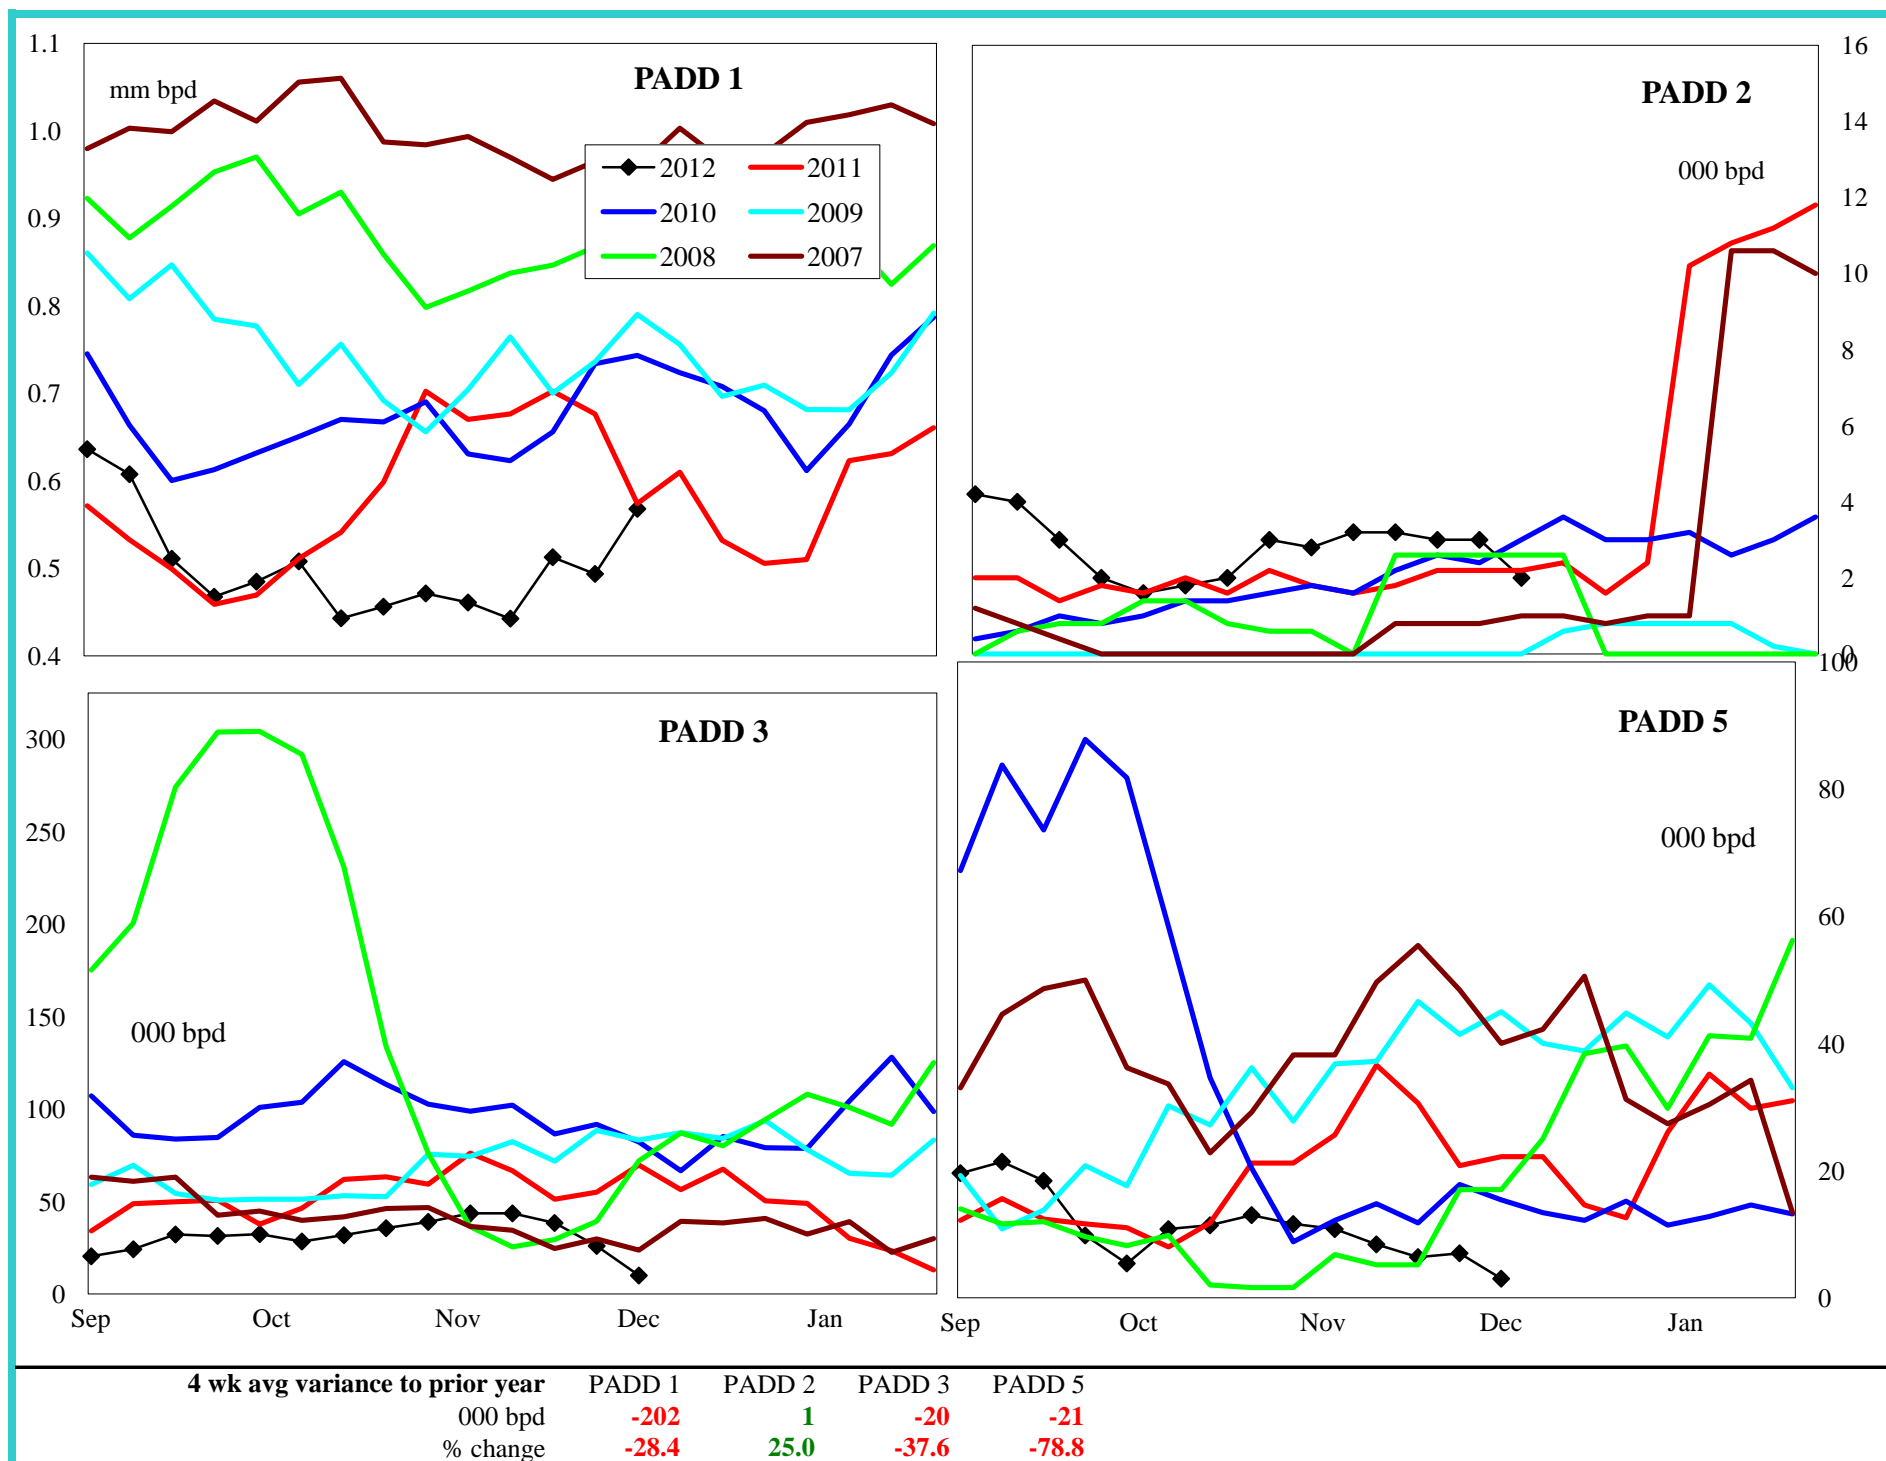 PADD 1
mm bpd
1.1
1.0
0.9
0.8
0.7
0.6
0.5
0.4
2012 2011
2010 2009
2008 2007
PADD 2
000 bpd
16
14
12
10
8
6
4
2
0
PADD 3
000 bpd
300
250
200
150
100
50
0
Sep Oct Nov Dec Jan
PADD 5
000 bpd
100
80
60
40
20
0
Sep Oct Nov Dec Jan
4 wk avg variance to prior year PADD 1 PADD 2 PADD 3 PADD 5
000 bpd -202 1 -20 -21
% change -28.4 25.0 -37.6 -78.8